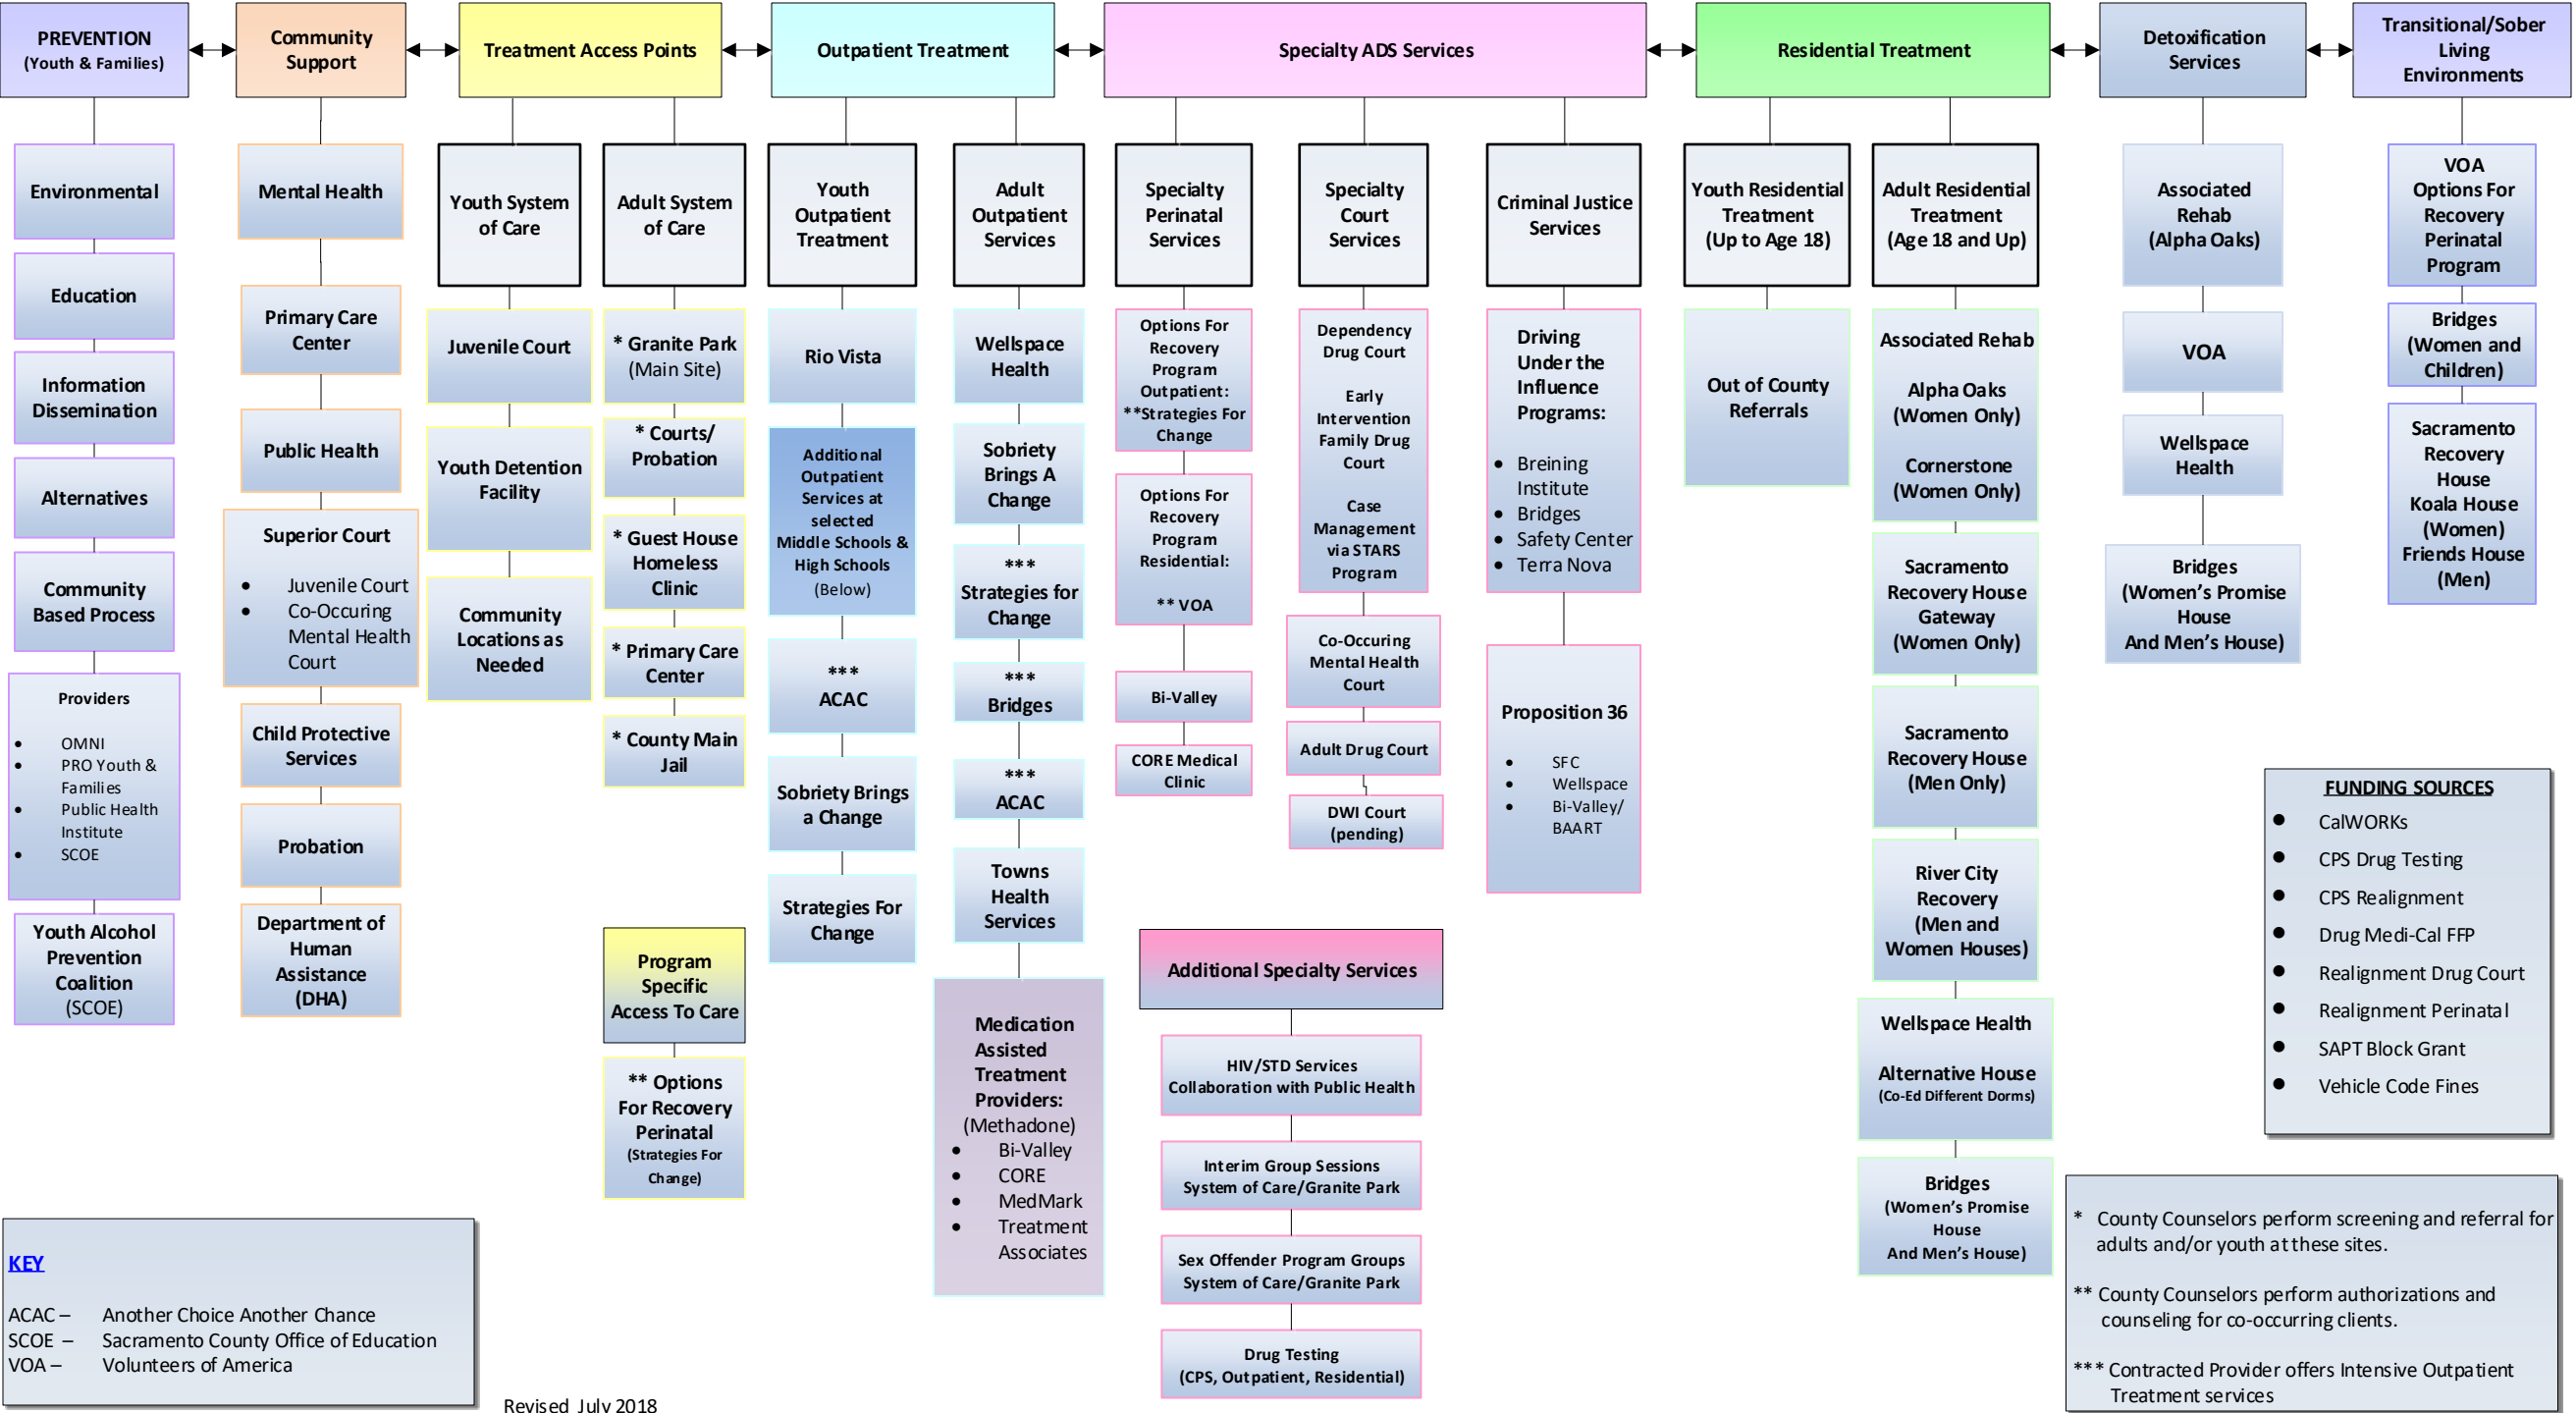 PREVENTION
(Youth & Families)
Community
Support
Treatment Access Points
Outpatient Treatment
Specialty ADS Services
Residential Treatment
Detoxification
Services
Transitional/Sober
Living
Environments
Environmental
Education
Information
Dissemination
Alternatives
Community
Based Process
Providers
• OMNI
• PRO Youth &
Families
• Public Health
Institute
• SCOE
Youth Alcohol
Prevention
Coalition
(SCOE)
Mental Health
Primary Care
Center
Public Health
Superior Court
• Juvenile Court
• Co-Occuring
Mental Health
Court
Child Protective
Services
Probation
Department of
Human
Assistance
(DHA)
Youth System
of Care
Juvenile Court
Youth Detention
Facility
Community
Locations as
Needed
Adult System
of Care
* Granite Park
(Main Site)
* Courts/
Probation
* Guest House
Homeless
Clinic
* Primary Care
Center
* County Main
Jail
Program
Specific
Access To Care
** Options
For Recovery
Perinatal
(Strategies For
Change)
Youth
Outpatient
Treatment
Rio Vista
Additional
Outpatient
Services at
selected
Middle Schools &
High Schools
(Below)
***
ACAC
Sobriety Brings
a Change
Strategies For
Change
Adult
Outpatient
Services
Wellspace
Health
Sobriety
Brings A
Change
***
Strategies for
Change
***
Bridges
***
ACAC
Towns
Health
Services
Medication
Assisted
Treatment
Providers:
(Methadone)
• Bi-Valley
• CORE
• MedMark
• Treatment
Associates
Specialty
Perinatal
Services
Options For
Recovery
Program
Outpatient:
**Strategies For
Change
Options For
Recovery
Program
Residential:
** VOA
Bi-Valley
CORE Medical
Clinic
Specialty
Court
Services
Dependency
Drug Court
Early
Intervention
Family Drug
Court
Case
Management
via STARS
Program
Co-Occuring
Mental Health
Court
Adult Drug Court
DWI Court
(pending)
Criminal Justice
Services
Driving
Under the
Influence
Programs:
• Breining
Institute
• Bridges
• Safety Center
• Terra Nova
Proposition 36
• SFC
• Wellspace
• Bi-Valley/
BAART
Additional Specialty Services
HIV/STD Services
Collaboration with Public Health
Interim Group Sessions
System of Care/Granite Park
Sex Offender Program Groups
System of Care/Granite Park
Drug Testing
(CPS, Outpatient, Residential)
Youth Residential
Treatment
(Up to Age 18)
Out of County
Referrals
Adult Residential
Treatment
(Age 18 and Up)
Associated Rehab
Alpha Oaks
(Women Only)
Cornerstone
(Women Only)
Sacramento
Recovery House
Gateway
(Women Only)
Sacramento
Recovery House
(Men Only)
River City
Recovery
(Men and
Women Houses)
Wellspace Health
Alternative House
(Co-Ed Different Dorms)
Bridges
(Women's Promise
House
And Men's House)
Associated
Rehab
(Alpha Oaks)
VOA
Wellspace
Health
Bridges
(Women's Promise
House
And Men's House)
VOA
Options For
Recovery
Perinatal
Program
Bridges
(Women and
Children)
Sacramento
Recovery
House
Koala House
(Women)
Friends House
(Men)
FUNDING SOURCES
• CalWORKs
• CPS Drug Testing
• CPS Realignment
• Drug Medi-Cal FFP
• Realignment Drug Court
• Realignment Perinatal
• SAPT Block Grant
• Vehicle Code Fines
* County Counselors perform screening and referral for
adults and/or youth at these sites.
** County Counselors perform authorizations and
counseling for co-occurring clients.
*** Contracted Provider offers Intensive Outpatient
Treatment services
KEY
ACAC – Another Choice Another Chance
SCOE – Sacramento County Office of Education
VOA – Volunteers of America
Revised July 2018